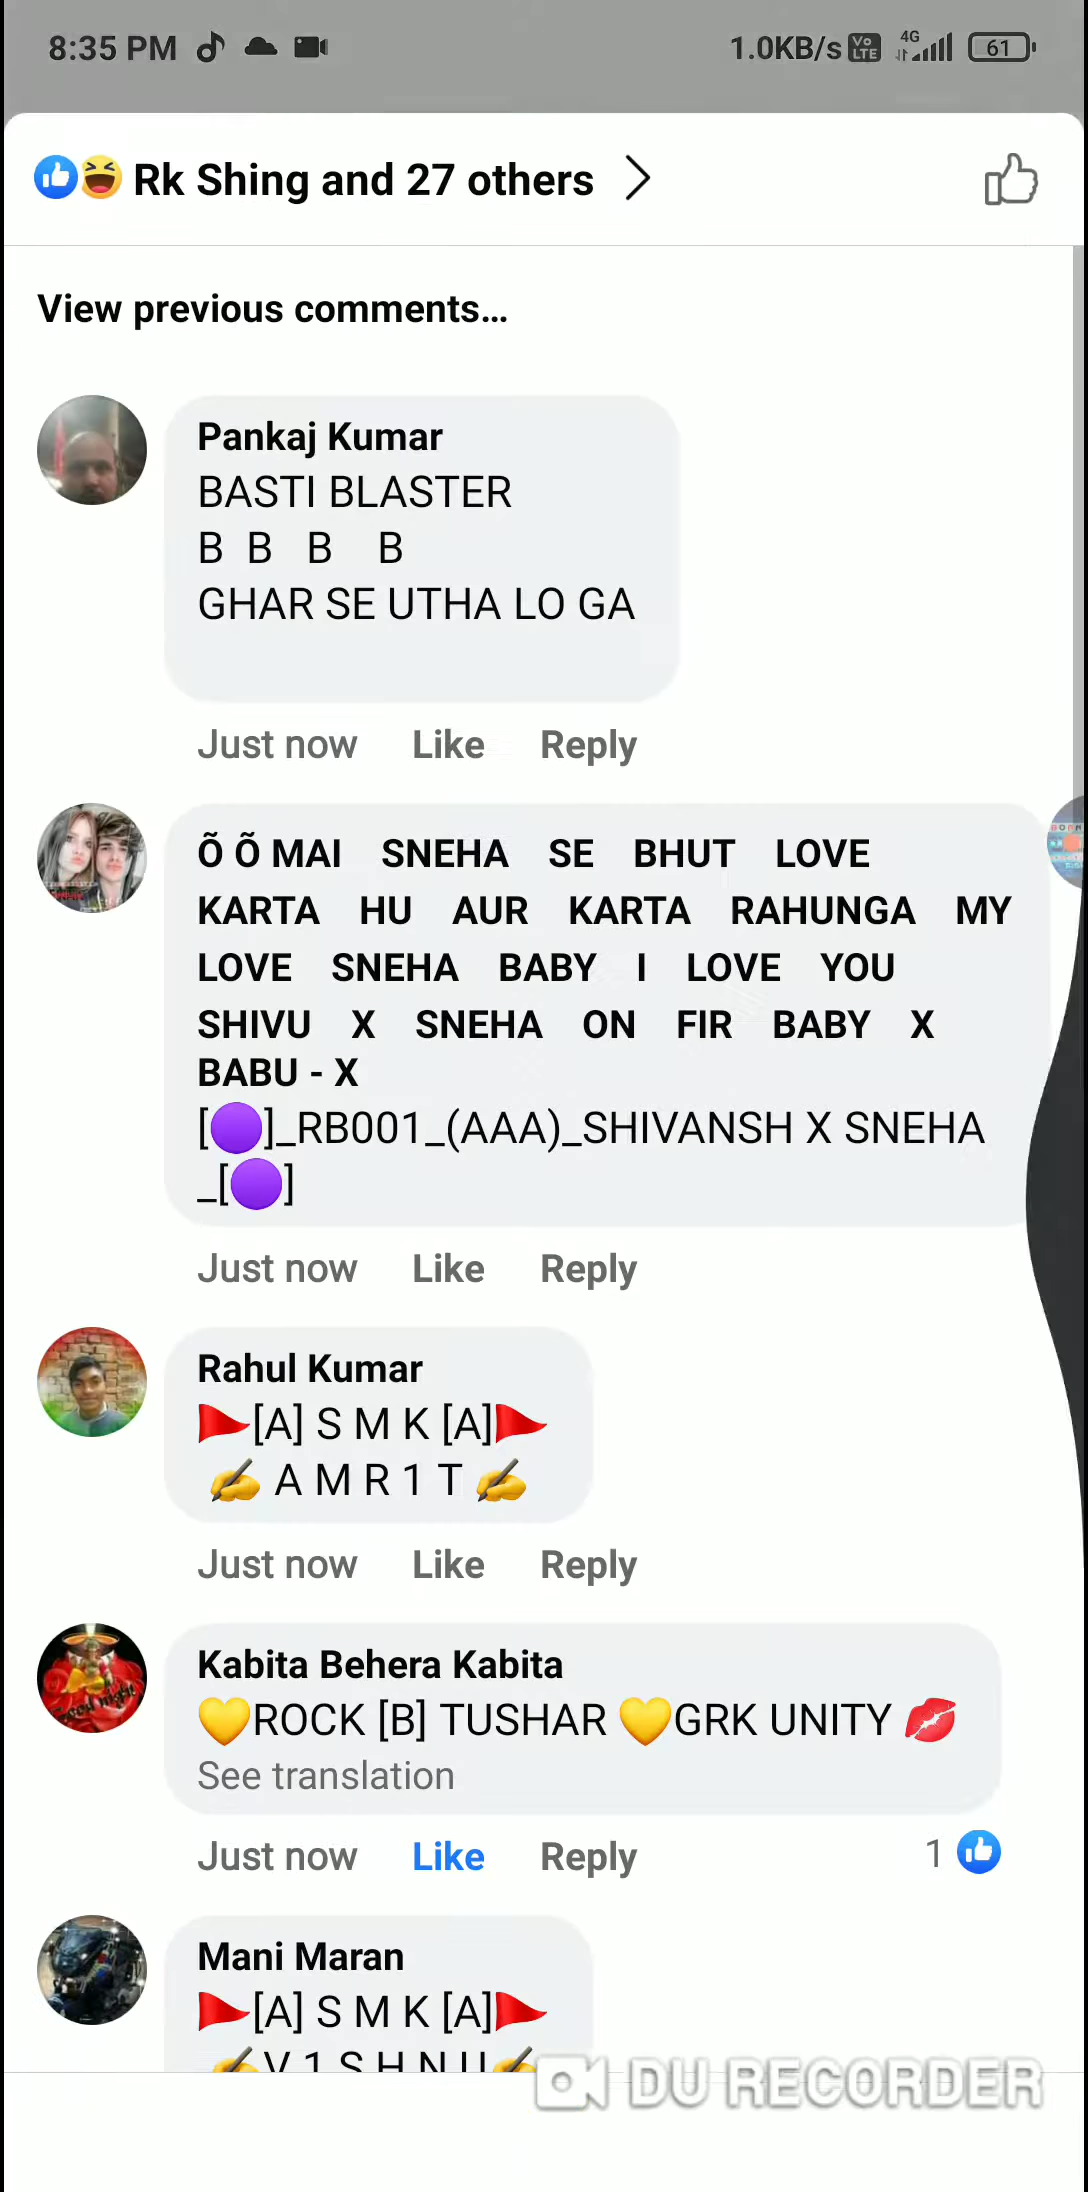 8:35 PM
1.0KB/s Vo LTE 4G 61
Rk Shing and 27 others
View previous comments...
Pankaj Kumar
BASTI BLASTER
B B B B
GHAR SE UTHA LO GA
Just now Like Reply
Õ Õ MAI SNEHA SE BHUT LOVE
KARTA HU AUR KARTA RAHUNGA MY
LOVE SNEHA BABY I LOVE YOU
SHIVU X SNEHA ON FIR BABY X
BABU - X
[🟣]_RB001_(AAA)_SHIVANSH X SNEHA
_[🟣]
Just now Like Reply
Rahul Kumar
🚩[A] S M K [A]🚩
✍ A M R 1 T ✍
Just now Like Reply
Kabita Behera Kabita
💛ROCK [B] TUSHAR 💛GRK UNITY 💋
See translation
Just now Like Reply 1
Mani Maran
🚩[A] S M K [A]🚩
✍V 1 S H N U✍
DU RECORDER